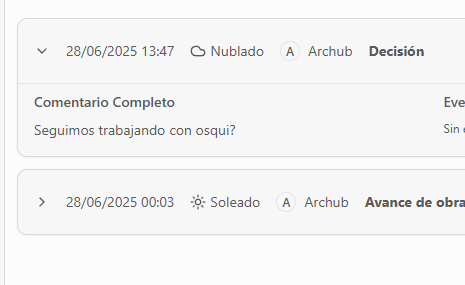 28/06/2025 13:47 Nublado A Archub Decisión
Comentario Completo Eve
Seguimos trabajando con osqui? Sin e
28/06/2025 00:03 Soleado A Archub Avance de obra